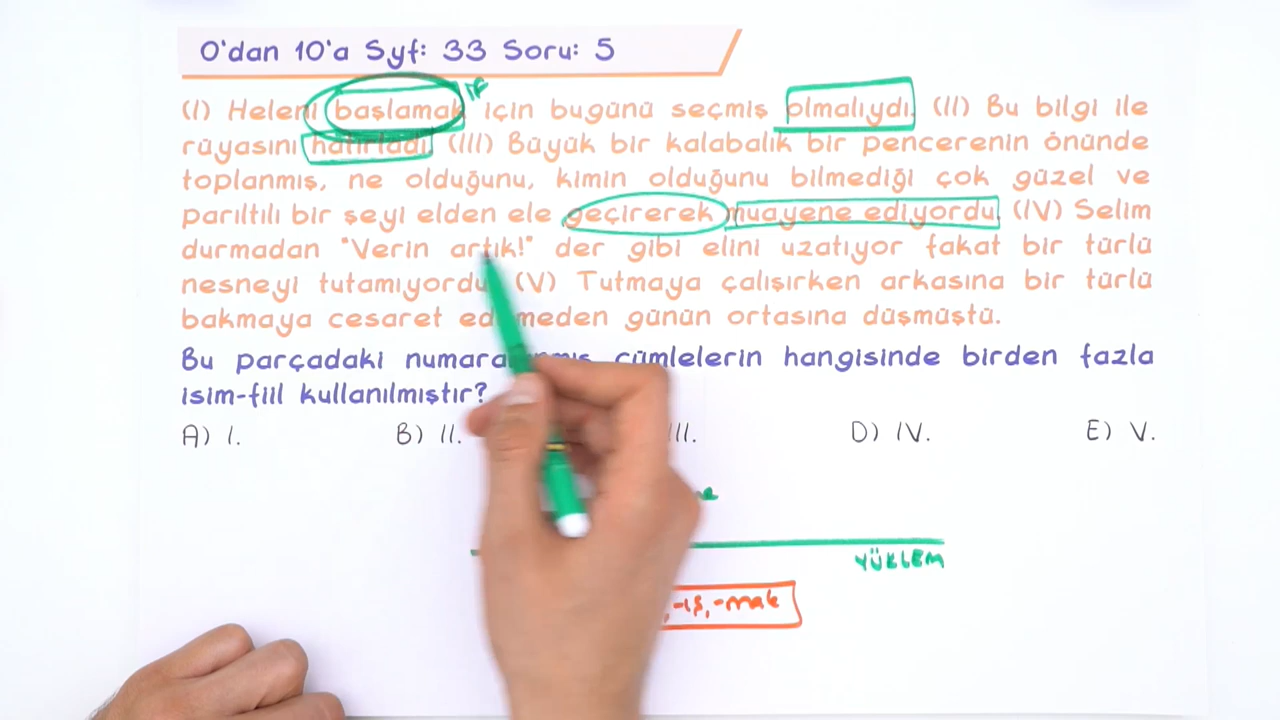 0'dan 10'a Syf: 33 Soru: 5
(I) Heleni başlamak için bugünü seçmiş olmalıydı. (II) Bu bilgi ile
rüyasını hatırladı. (III) Büyük bir kalabalık bir pencerenin önünde
toplanmış, ne olduğunu, kimin olduğunu bilmediği çok güzel ve
parıltılı bir şeyi elden ele geçirerek muayene ediyordu. (IV) Selim
durmadan "Verin artık!" der gibi elini uzatıyor fakat bir türlü
nesneyi tutamıyordu. (V) Tutmaya çalışırken arkasına bir türlü
bakmaya cesaret günün ortasına düşmüştü.
Bu parçadaki cümlelerin hangisinde birden fazla
isim-fiil kullanılmıştır?
A) I. B) II. III. D) IV. E) V.
YÜKLEM
, -ış, -mak